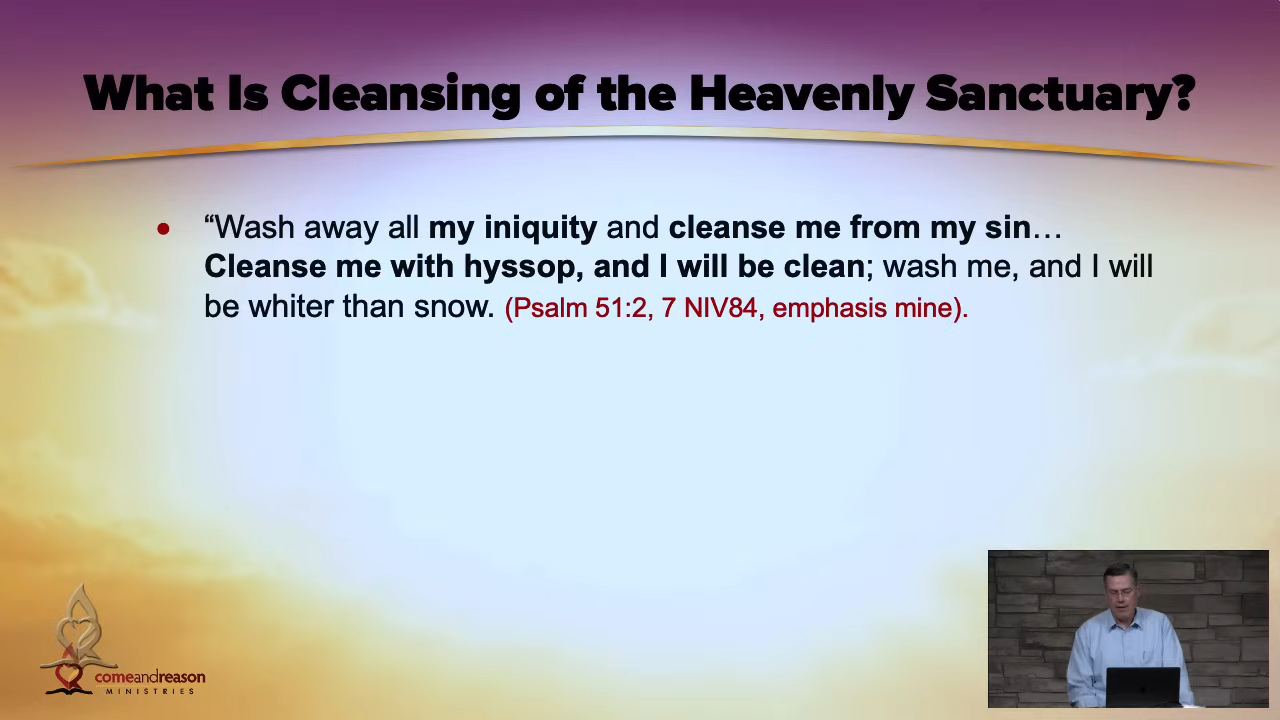 What Is Cleansing of the Heavenly Sanctuary?
• “Wash away all my iniquity and cleanse me from my sin…
Cleanse me with hyssop, and I will be clean; wash me, and I will
be whiter than snow. (Psalm 51:2, 7 NIV84, emphasis mine).
comeandreason
MINISTRIES